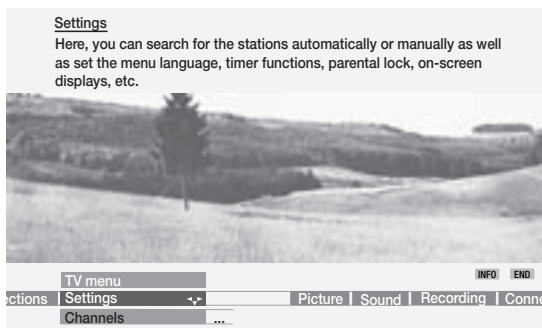 Settings
Here, you can search for the stations automatically or manually as well
as set the menu language, timer functions, parental lock, on-screen
displays, etc.
INFO END
TV menu
ections Settings Picture Sound Recording Conne
Channels ...